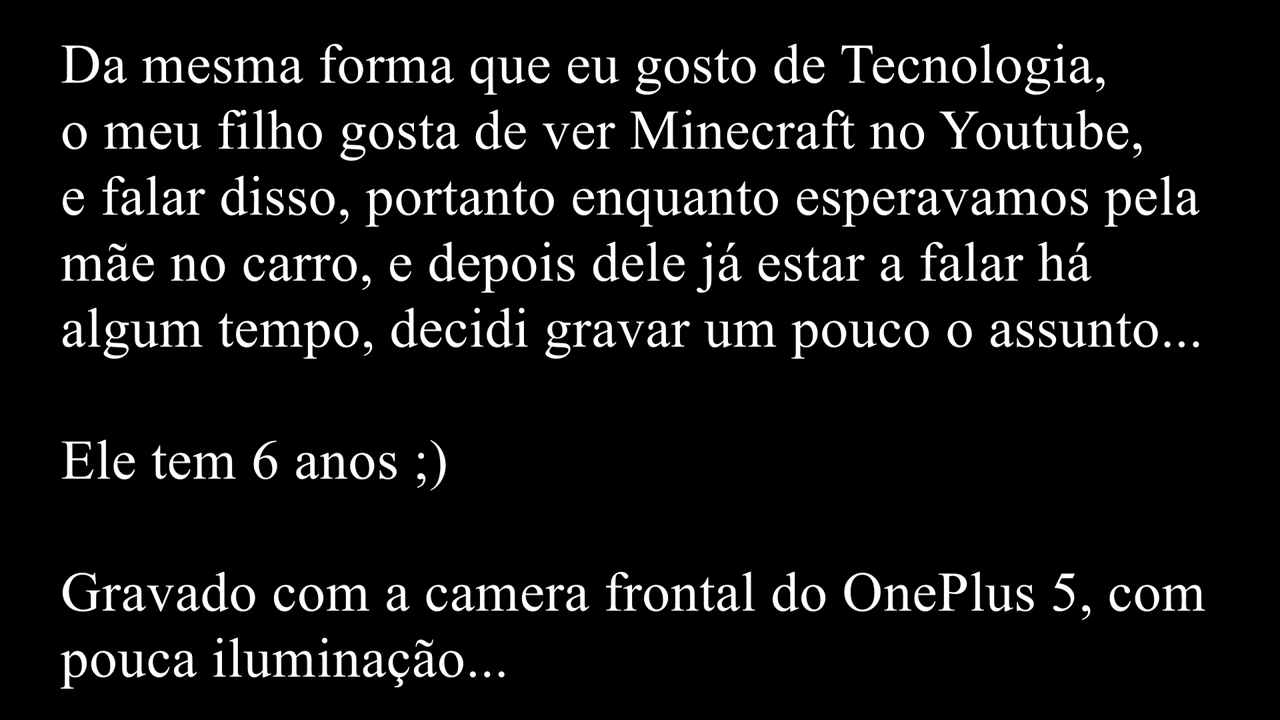 Da mesma forma que eu gosto de Tecnologia,
o meu filho gosta de ver Minecraft no Youtube,
e falar disso, portanto enquanto esperavamos pela
mãe no carro, e depois dele já estar a falar há
algum tempo, decidi gravar um pouco o assunto...
Ele tem 6 anos ;)
Gravado com a camera frontal do OnePlus 5, com
pouca iluminação...